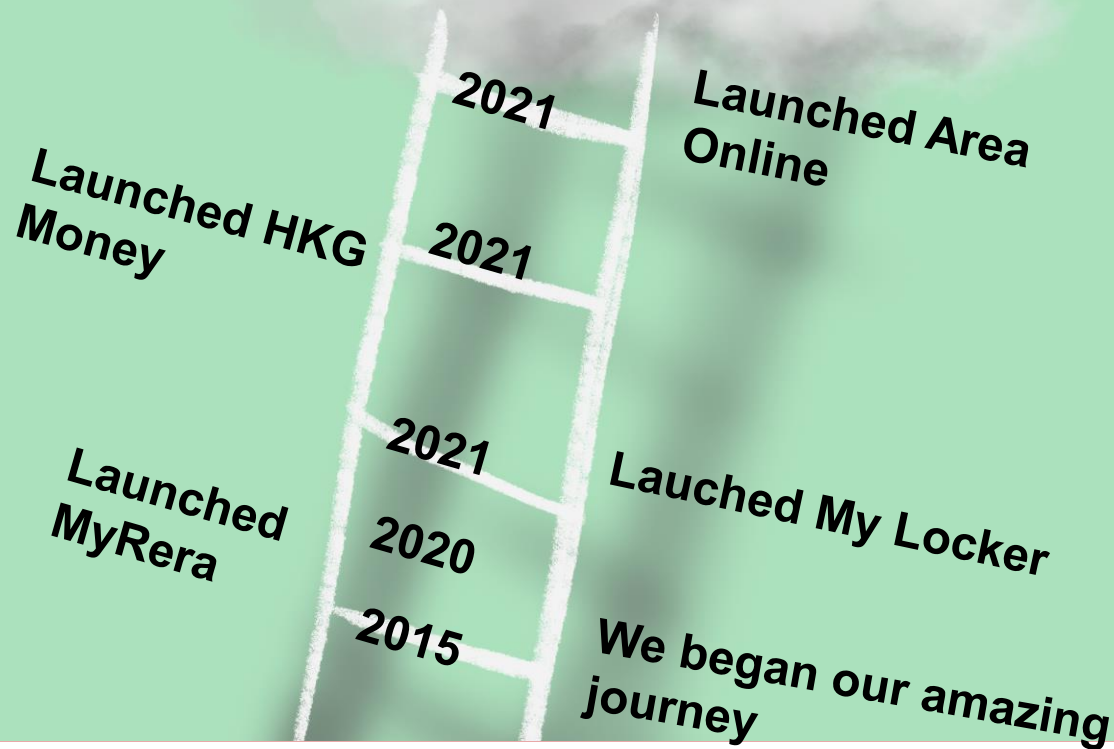 2021
Launched Area
Online
Launched HKG
Money
2021
2021
Lauched My Locker
Launched
MyRera
2020
2015
We began our amazing
journey